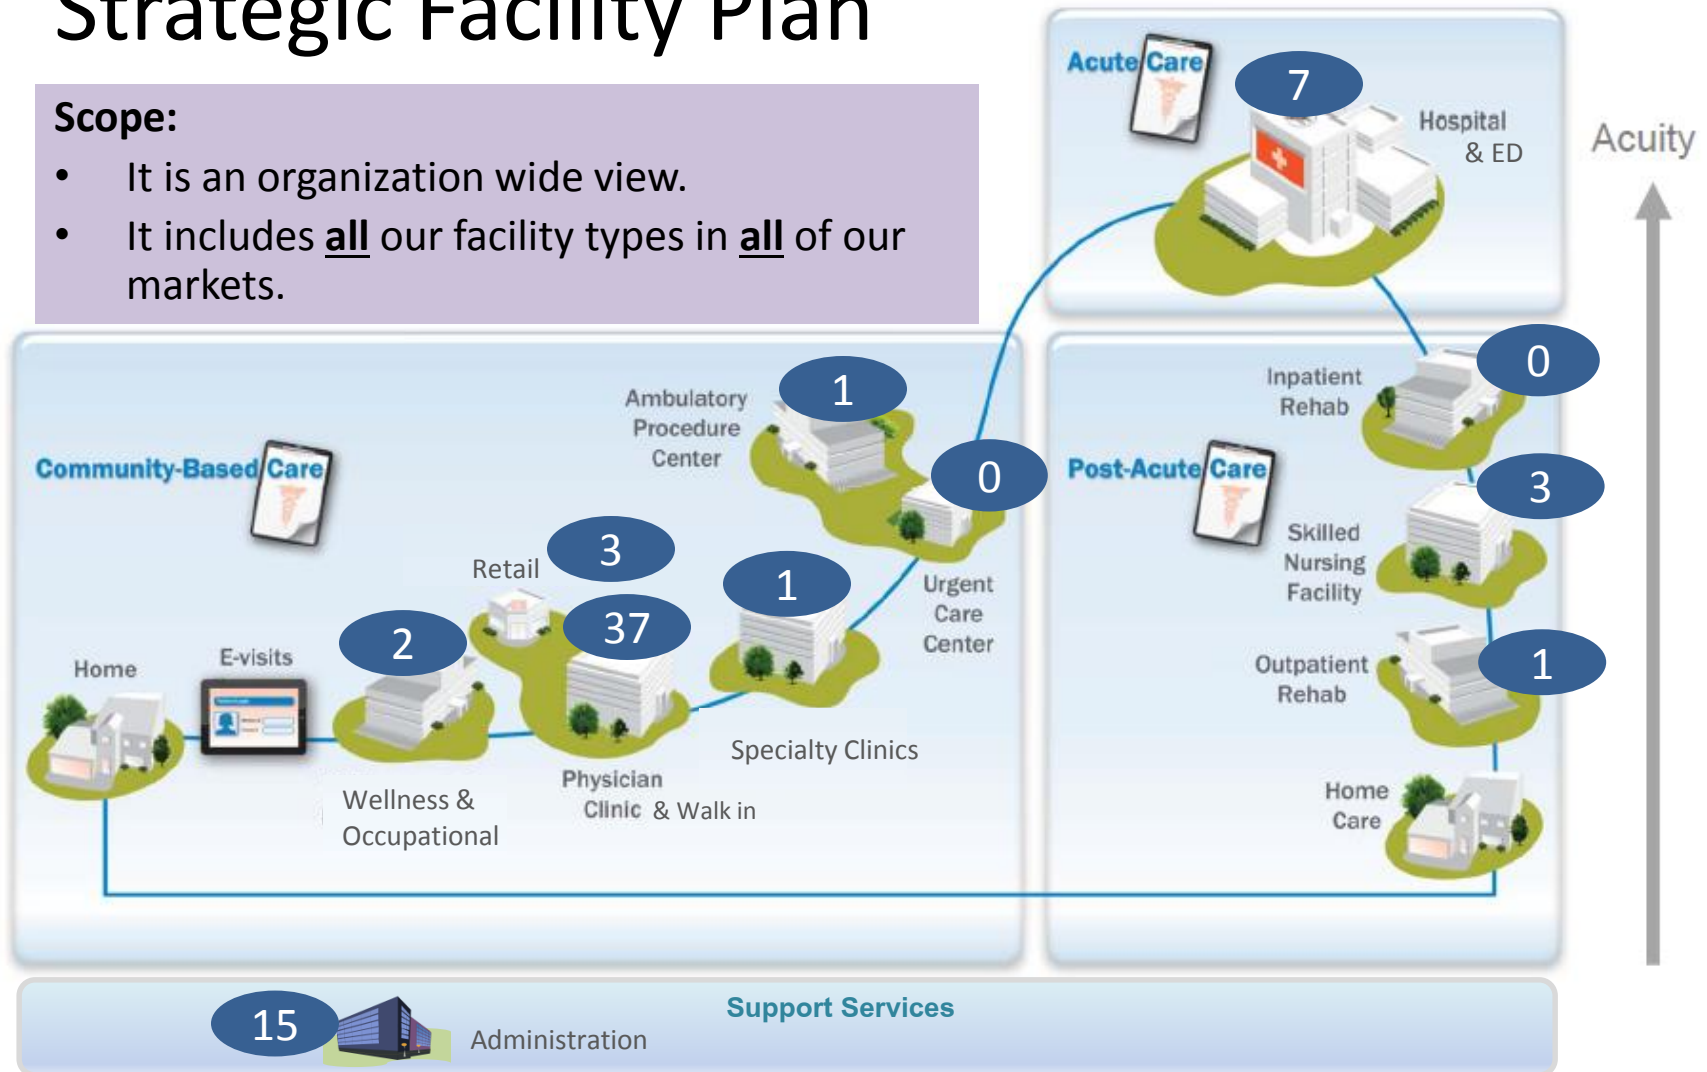 Strategic Facility Plan
Scope:
• It is an organization wide view.
• It includes all our facility types in all of our
markets.
Acute Care
7
Hospital
& ED
Acuity
Community-Based Care
Ambulatory
Procedure
Center
1
0
Urgent
Care
Center
Retail
3
37
1
2
Home
E-visits
Wellness &
Occupational
Physician
Clinic & Walk in
Specialty Clinics
Post-Acute Care
Inpatient
Rehab
0
Skilled
Nursing
Facility
3
Outpatient
Rehab
1
Home
Care
Support Services
15
Administration